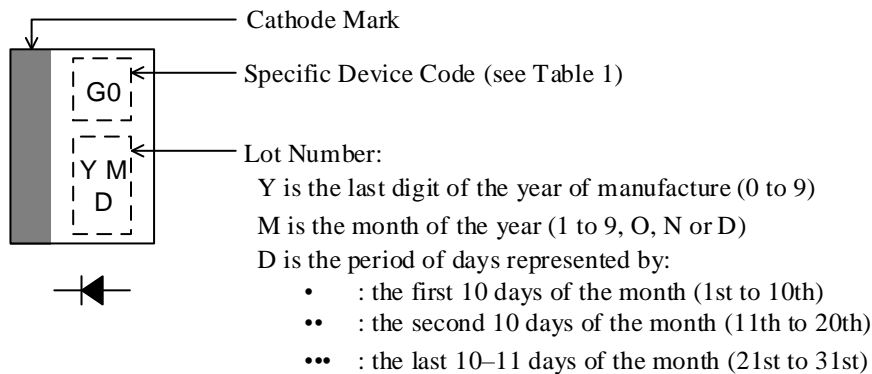 Cathode Mark
Specific Device Code (see Table 1)
G0
Lot Number:
Y M
D
Y is the last digit of the year of manufacture (0 to 9)
M is the month of the year (1 to 9, O, N or D)
D is the period of days represented by:
• : the first 10 days of the month (1st to 10th)
•• : the second 10 days of the month (11th to 20th)
••• : the last 10–11 days of the month (21st to 31st)